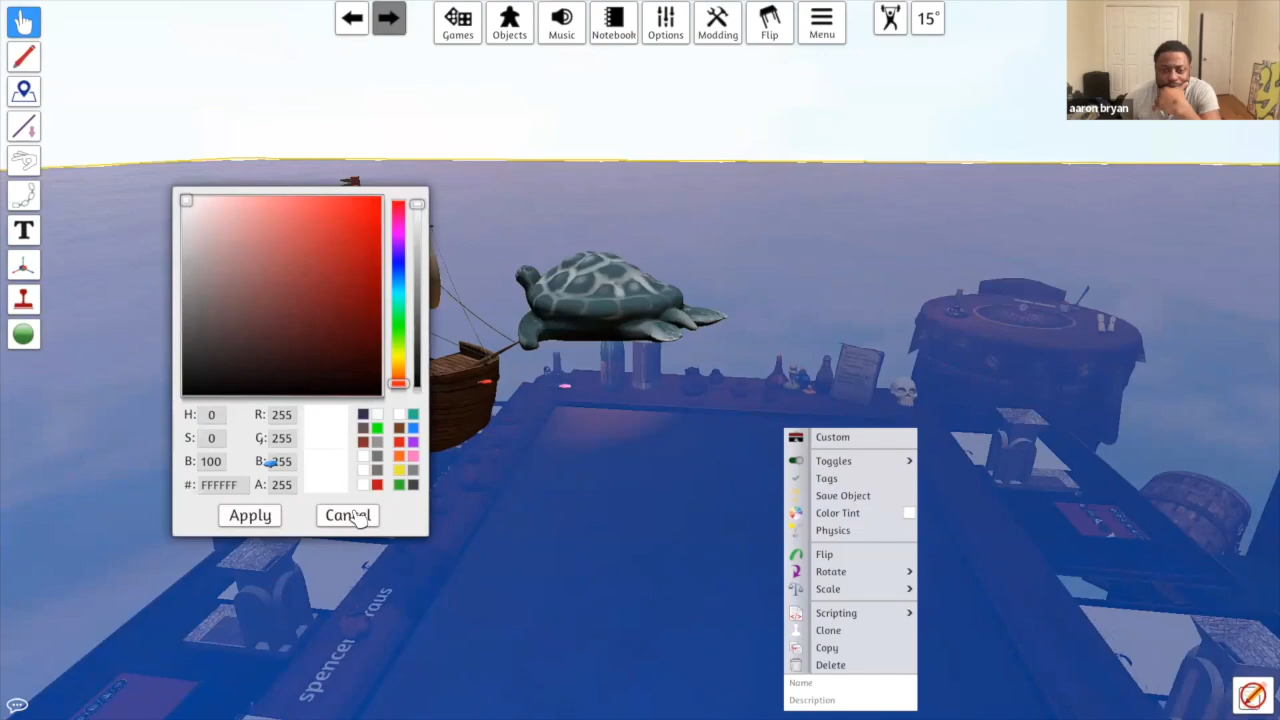 15°
Games
Objects
Music
Notebook
Options
Modding
Flip
Menu
aaron bryan
T
H: 0
R: 255
S: 0
G: 255
B: 100
B: 255
#: FFFFFF
A: 255
Apply
Cancel
Custom
Toggles
Tags
Save Object
Color Tint
Physics
Flip
Rotate
Scale
Scripting
Clone
Copy
Delete
Name
Description
spencer